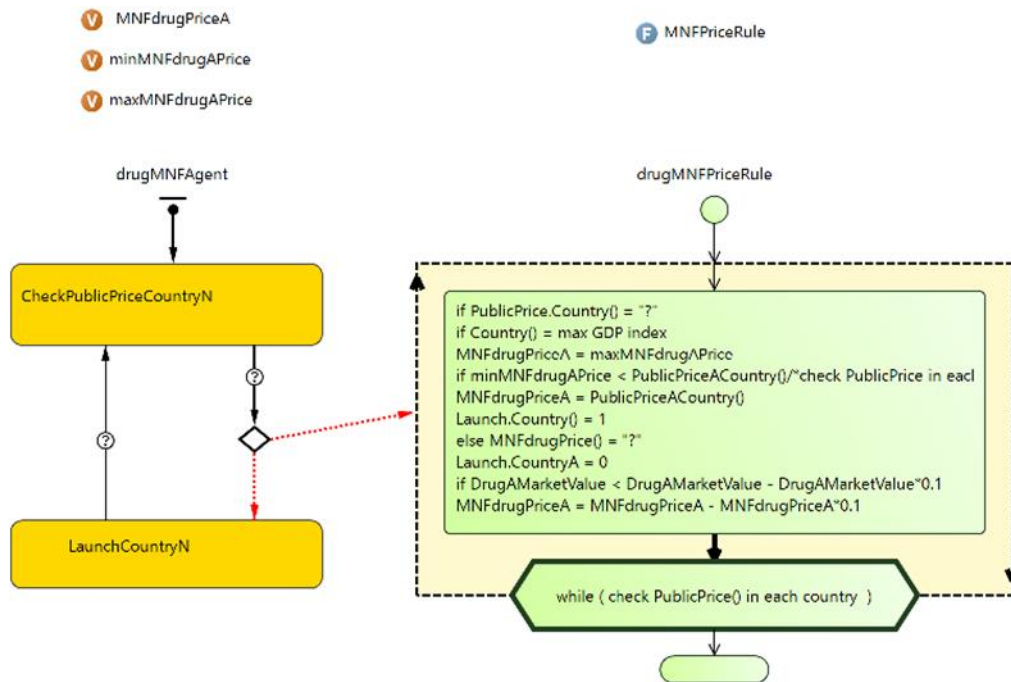 MNFdrugPriceA
minMNFdrugAPrice
maxMNFdrugAPrice
MNFPriceRule
drugMNFAgent
CheckPublicPriceCountryN
?
?
LaunchCountryN
drugMNFPriceRule
if PublicPrice.Country() = "?"
if Country() = max GDP index
MNFdrugPriceA = maxMNFdrugAPrice
if minMNFdrugAPrice < PublicPriceACountry()/*check PublicPrice in eacl
MNFdrugPriceA = PublicPriceACountry()
Launch.Country() = 1
else MNFdrugPrice() = "?"
Launch.CountryA = 0
if DrugAMarketValue < DrugAMarketValue - DrugAMarketValue*0.1
MNFdrugPriceA = MNFdrugPriceA - MNFdrugPriceA*0.1
while ( check PublicPrice() in each country )